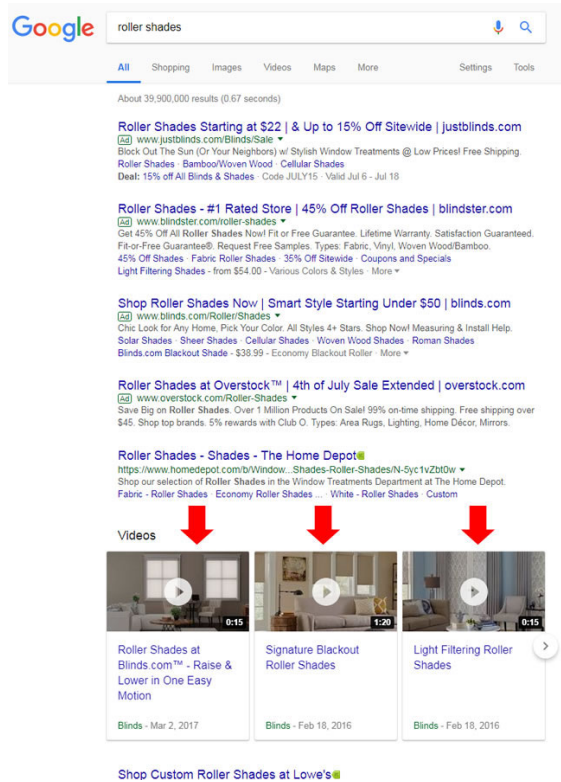 Google
roller shades
All Shopping Images Videos Maps More Settings Tools
About 39,900,000 results (0.67 seconds)
Roller Shades Starting at $22 | & Up to 15% Off Sitewide | justblinds.com
Ad www.justblinds.com/Blinds/Sale
Block Out The Sun (Or Your Neighbors) w/ Stylish Window Treatments @ Low Prices! Free Shipping.
Roller Shades · Bamboo/Woven Wood · Cellular Shades
Deal: 15% off All Blinds & Shades · Code JULY15 · Valid Jul 6 - Jul 18
Roller Shades - #1 Rated Store | 45% Off Roller Shades | blindster.com
Ad www.blindster.com/roller-shades
Get 45% Off All Roller Shades Now! Fit or Free Guarantee. Lifetime Warranty. Satisfaction Guaranteed.
Fit-or-Free Guarantee®. Request Free Samples. Types: Fabric, Vinyl, Woven Wood/Bamboo.
45% Off Shades · Fabric Roller Shades · 35% Off Sitewide · Coupons and Specials
Light Filtering Shades - from $54.00 - Various Colors & Styles · More
Shop Roller Shades Now | Smart Style Starting Under $50 | blinds.com
Ad www.blinds.com/Roller/Shades
Chic Look for Any Home, Pick Your Color. All Styles 4+ Stars. Shop Now! Measuring & Install Help.
Solar Shades · Sheer Shades · Cellular Shades · Woven Wood Shades · Roman Shades
Blinds.com Blackout Shade - $38.99 - Economy Blackout Roller · More
Roller Shades at Overstock™ | 4th of July Sale Extended | overstock.com
Ad www.overstock.com/Roller-Shades
Save Big on Roller Shades. Over 1 Million Products On Sale! 99% on-time shipping. Free shipping over
$45. Shop top brands. 5% rewards with Club O. Types: Area Rugs, Lighting, Home Décor, Mirrors.
Roller Shades - Shades - The Home Depot
https://www.homedepot.com/b/Window...Shades-Roller-Shades/N-5yc1vZbt0w
Shop our selection of Roller Shades in the Window Treatments Department at The Home Depot.
Fabric - Roller Shades · Economy Roller Shades ... · White - Roller Shades · Custom
Videos
0:15 1:20 0:15
Roller Shades at
Blinds.com™ - Raise &
Lower in One Easy
Motion
Blinds - Mar 2, 2017
Signature Blackout
Roller Shades
Blinds - Feb 18, 2016
Light Filtering Roller
Shades
Blinds - Feb 18, 2016
Shop Custom Roller Shades at Lowe's